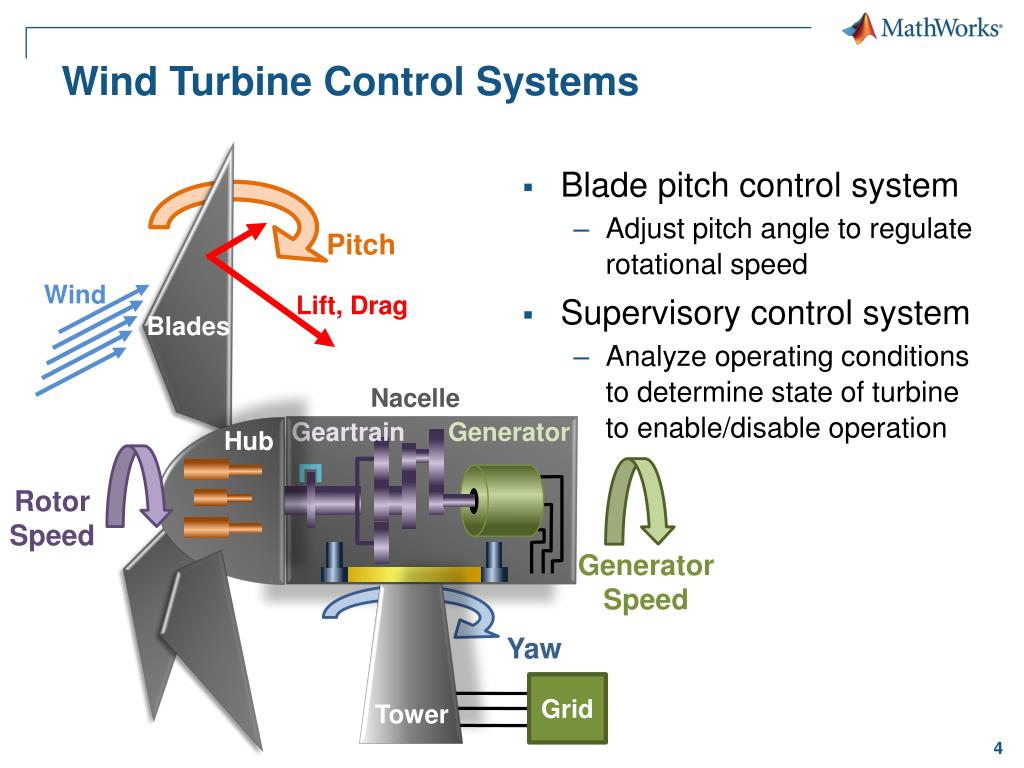 MathWorks®
Wind Turbine Control Systems
▪ Blade pitch control system
– Adjust pitch angle to regulate
rotational speed
▪ Supervisory control system
– Analyze operating conditions
to determine state of turbine
to enable/disable operation
Pitch
Wind
Lift, Drag
Blades
Nacelle
Hub
Geartrain
Generator
Rotor
Speed
Generator
Speed
Yaw
Tower
Grid
4